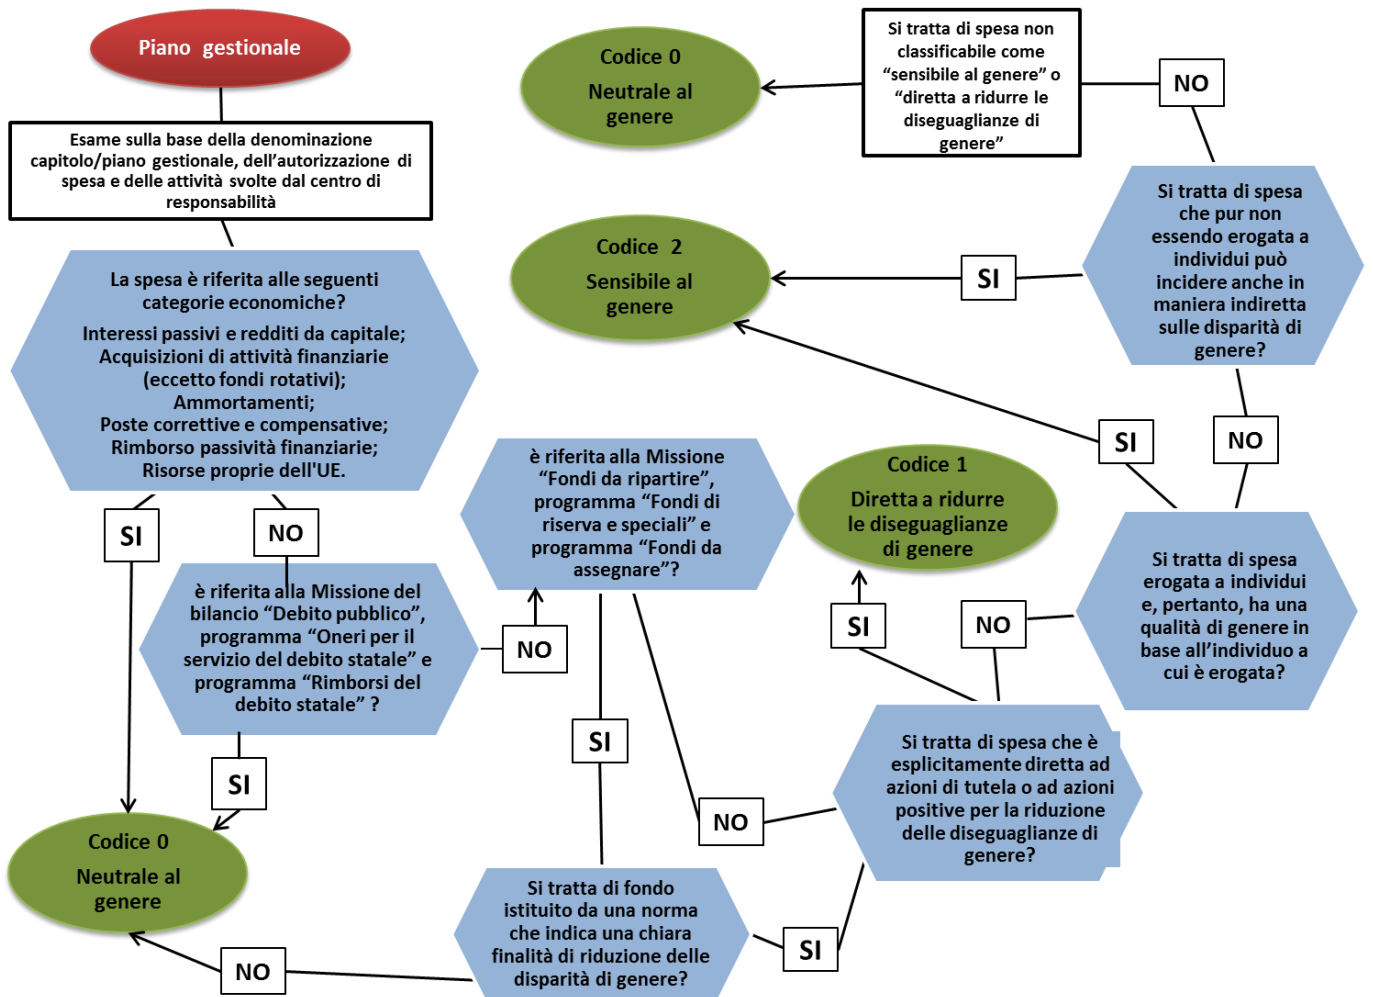 Piano gestionale
Esame sulla base della denominazione
capitolo/piano gestionale, dell'autorizzazione di
spesa e delle attività svolte dal centro di
responsabilità
La spesa è riferita alle seguenti
categorie economiche?
Interessi passivi e redditi da capitale;
Acquisizioni di attività finanziarie
(eccetto fondi rotativi);
Ammortamenti;
Poste correttive e compensative;
Rimborso passività finanziarie;
Risorse proprie dell'UE.
SI
NO
è riferita alla Missione del
bilancio “Debito pubblico”,
programma “Oneri per il
servizio del debito statale” e
programma “Rimborsi del
debito statale” ?
SI
NO
Codice 0
Neutrale al
genere
è riferita alla Missione
“Fondi da ripartire”,
programma “Fondi di
riserva e speciali” e
programma “Fondi da
assegnare”?
SI
NO
Si tratta di fondo
istituito da una norma
che indica una chiara
finalità di riduzione delle
disparità di genere?
NO
SI
Si tratta di spesa che è
esplicitamente diretta ad
azioni di tutela o ad azioni
positive per la riduzione
delle diseguaglianze di
genere?
SI
NO
Codice 1
Diretta a ridurre
le diseguaglianze
di genere
Si tratta di spesa
erogata a individui
e, pertanto, ha una
qualità di genere in
base all'individuo a
cui è erogata?
SI
NO
Codice 2
Sensibile al
genere
Si tratta di spesa
che pur non
essendo erogata a
individui può
incidere anche in
maniera indiretta
sulle disparità di
genere?
SI
NO
Si tratta di spesa non
classificabile come
“sensibile al genere” o
“diretta a ridurre le
diseguaglianze di
genere”
Codice 0
Neutrale al
genere